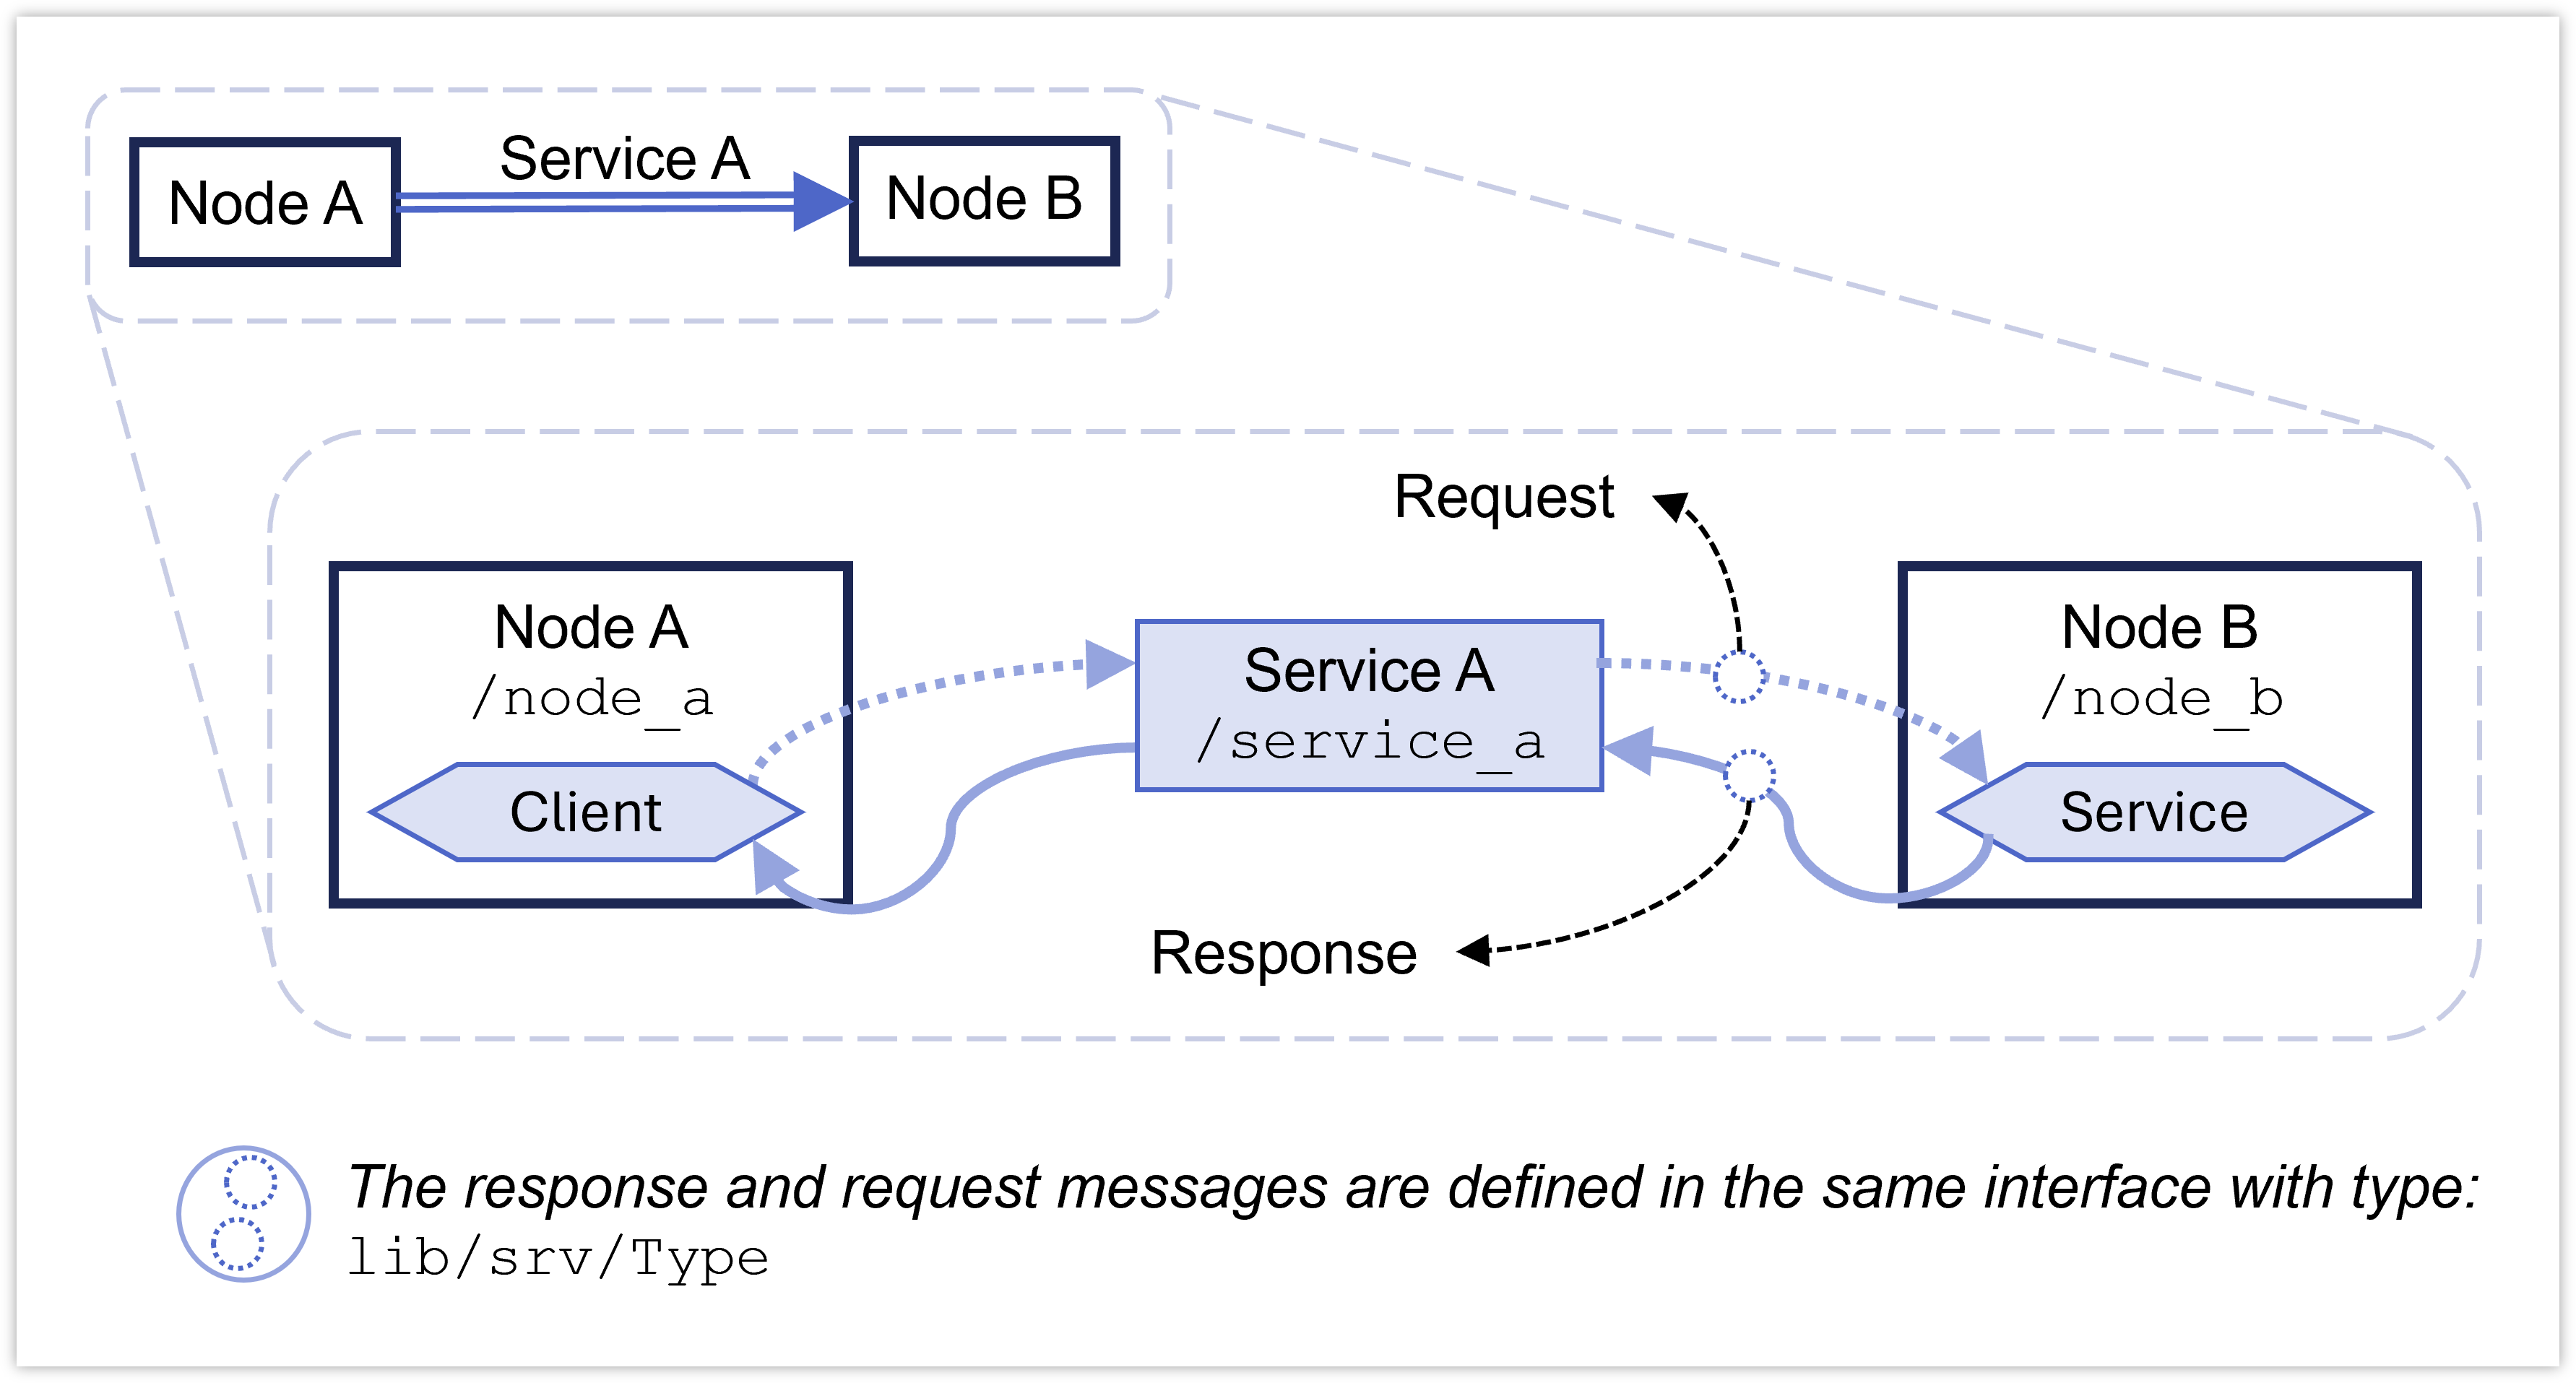 Node A
Service A
Node B
Request
Node A
/node_a
Client
Service A
/service_a
Node B
/node_b
Service
Response
The response and request messages are defined in the same interface with type:
lib/srv/Type